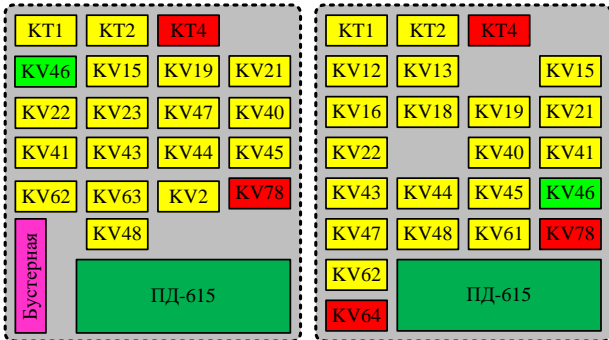 KT1 KT2 KT4
KV46 KV15 KV19 KV21
KV22 KV23 KV47 KV40
KV41 KV43 KV44 KV45
KV62 KV63 KV2 KV78
KV48
Бустерная
ПД-615
KT1 KT2 KT4
KV12 KV13 KV15
KV16 KV18 KV19 KV21
KV22 KV40 KV41
KV43 KV44 KV45 KV46
KV47 KV48 KV61 KV78
KV62
ПД-615
KV64